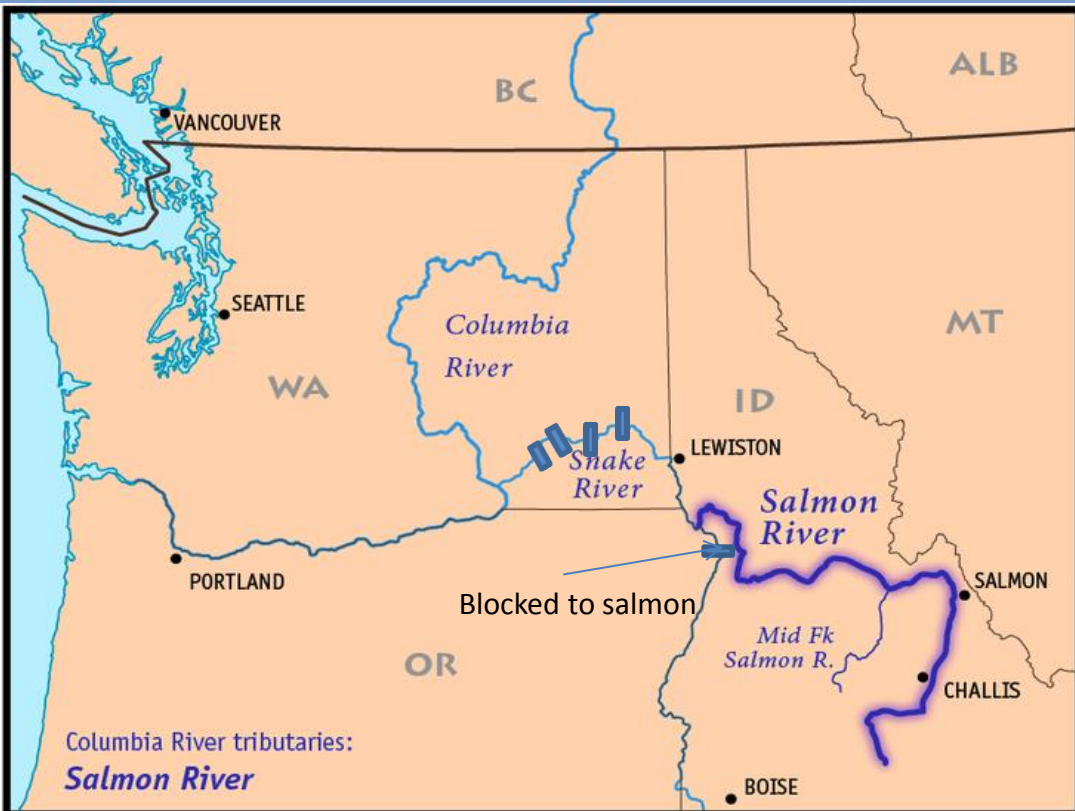 ALB
BC
VANCOUVER
SEATTLE
Columbia
River
MT
WA
ID
LEWISTON
Snake
River
Salmon
River
PORTLAND
SALMON
Blocked to salmon
Mid Fk
Salmon R.
OR
CHALLIS
Columbia River tributaries:
Salmon River
BOISE